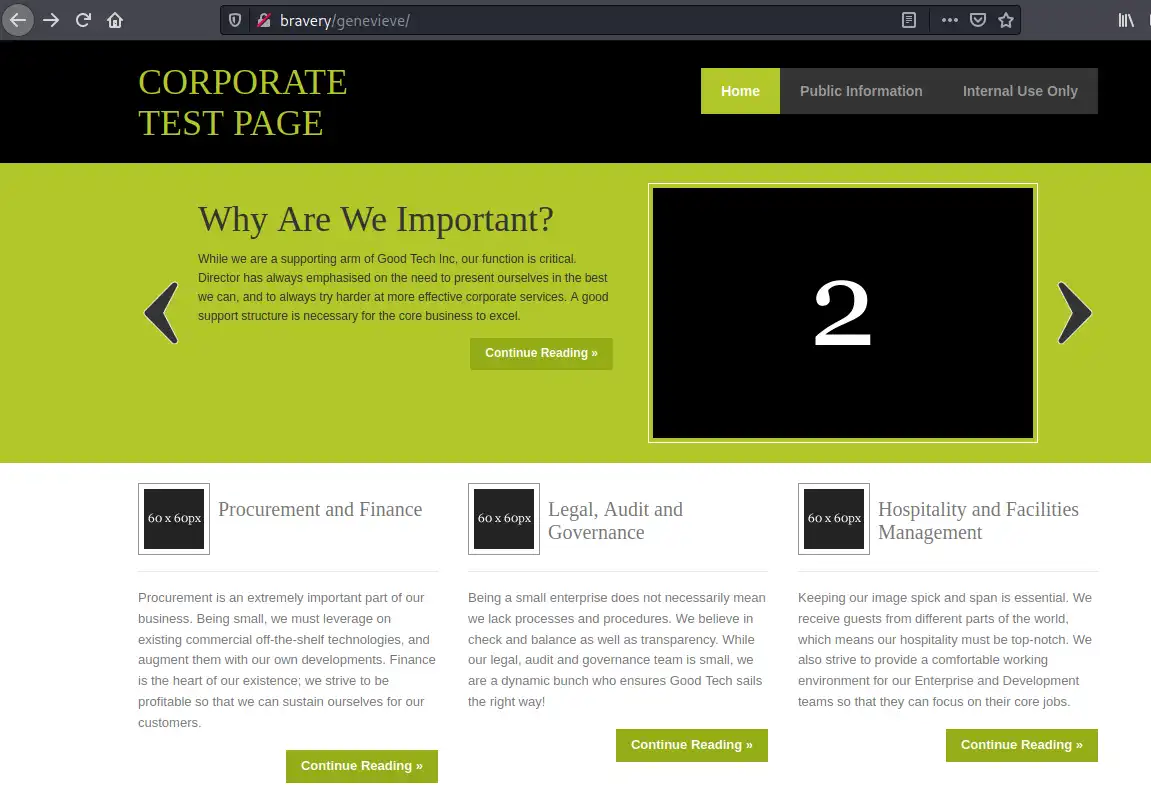 bravery/genevieve/
CORPORATE
TEST PAGE
Home
Public Information
Internal Use Only
Why Are We Important?
While we are a supporting arm of Good Tech Inc, our function is critical.
Director has always emphasised on the need to present ourselves in the best
we can, and to always try harder at more effective corporate services. A good
support structure is necessary for the core business to excel.
Continue Reading »
2
60 x 60px
Procurement and Finance
Procurement is an extremely important part of our
business. Being small, we must leverage on
existing commercial off-the-shelf technologies, and
augment them with our own developments. Finance
is the heart of our existence; we strive to be
profitable so that we can sustain ourselves for our
customers.
Continue Reading »
60 x 60px
Legal, Audit and
Governance
Being a small enterprise does not necessarily mean
we lack processes and procedures. We believe in
check and balance as well as transparency. While
our legal, audit and governance team is small, we
are a dynamic bunch who ensures Good Tech sails
the right way!
Continue Reading »
60 x 60px
Hospitality and Facilities
Management
Keeping our image spick and span is essential. We
receive guests from different parts of the world,
which means our hospitality must be top-notch. We
also strive to provide a comfortable working
environment for our Enterprise and Development
teams so that they can focus on their core jobs.
Continue Reading »